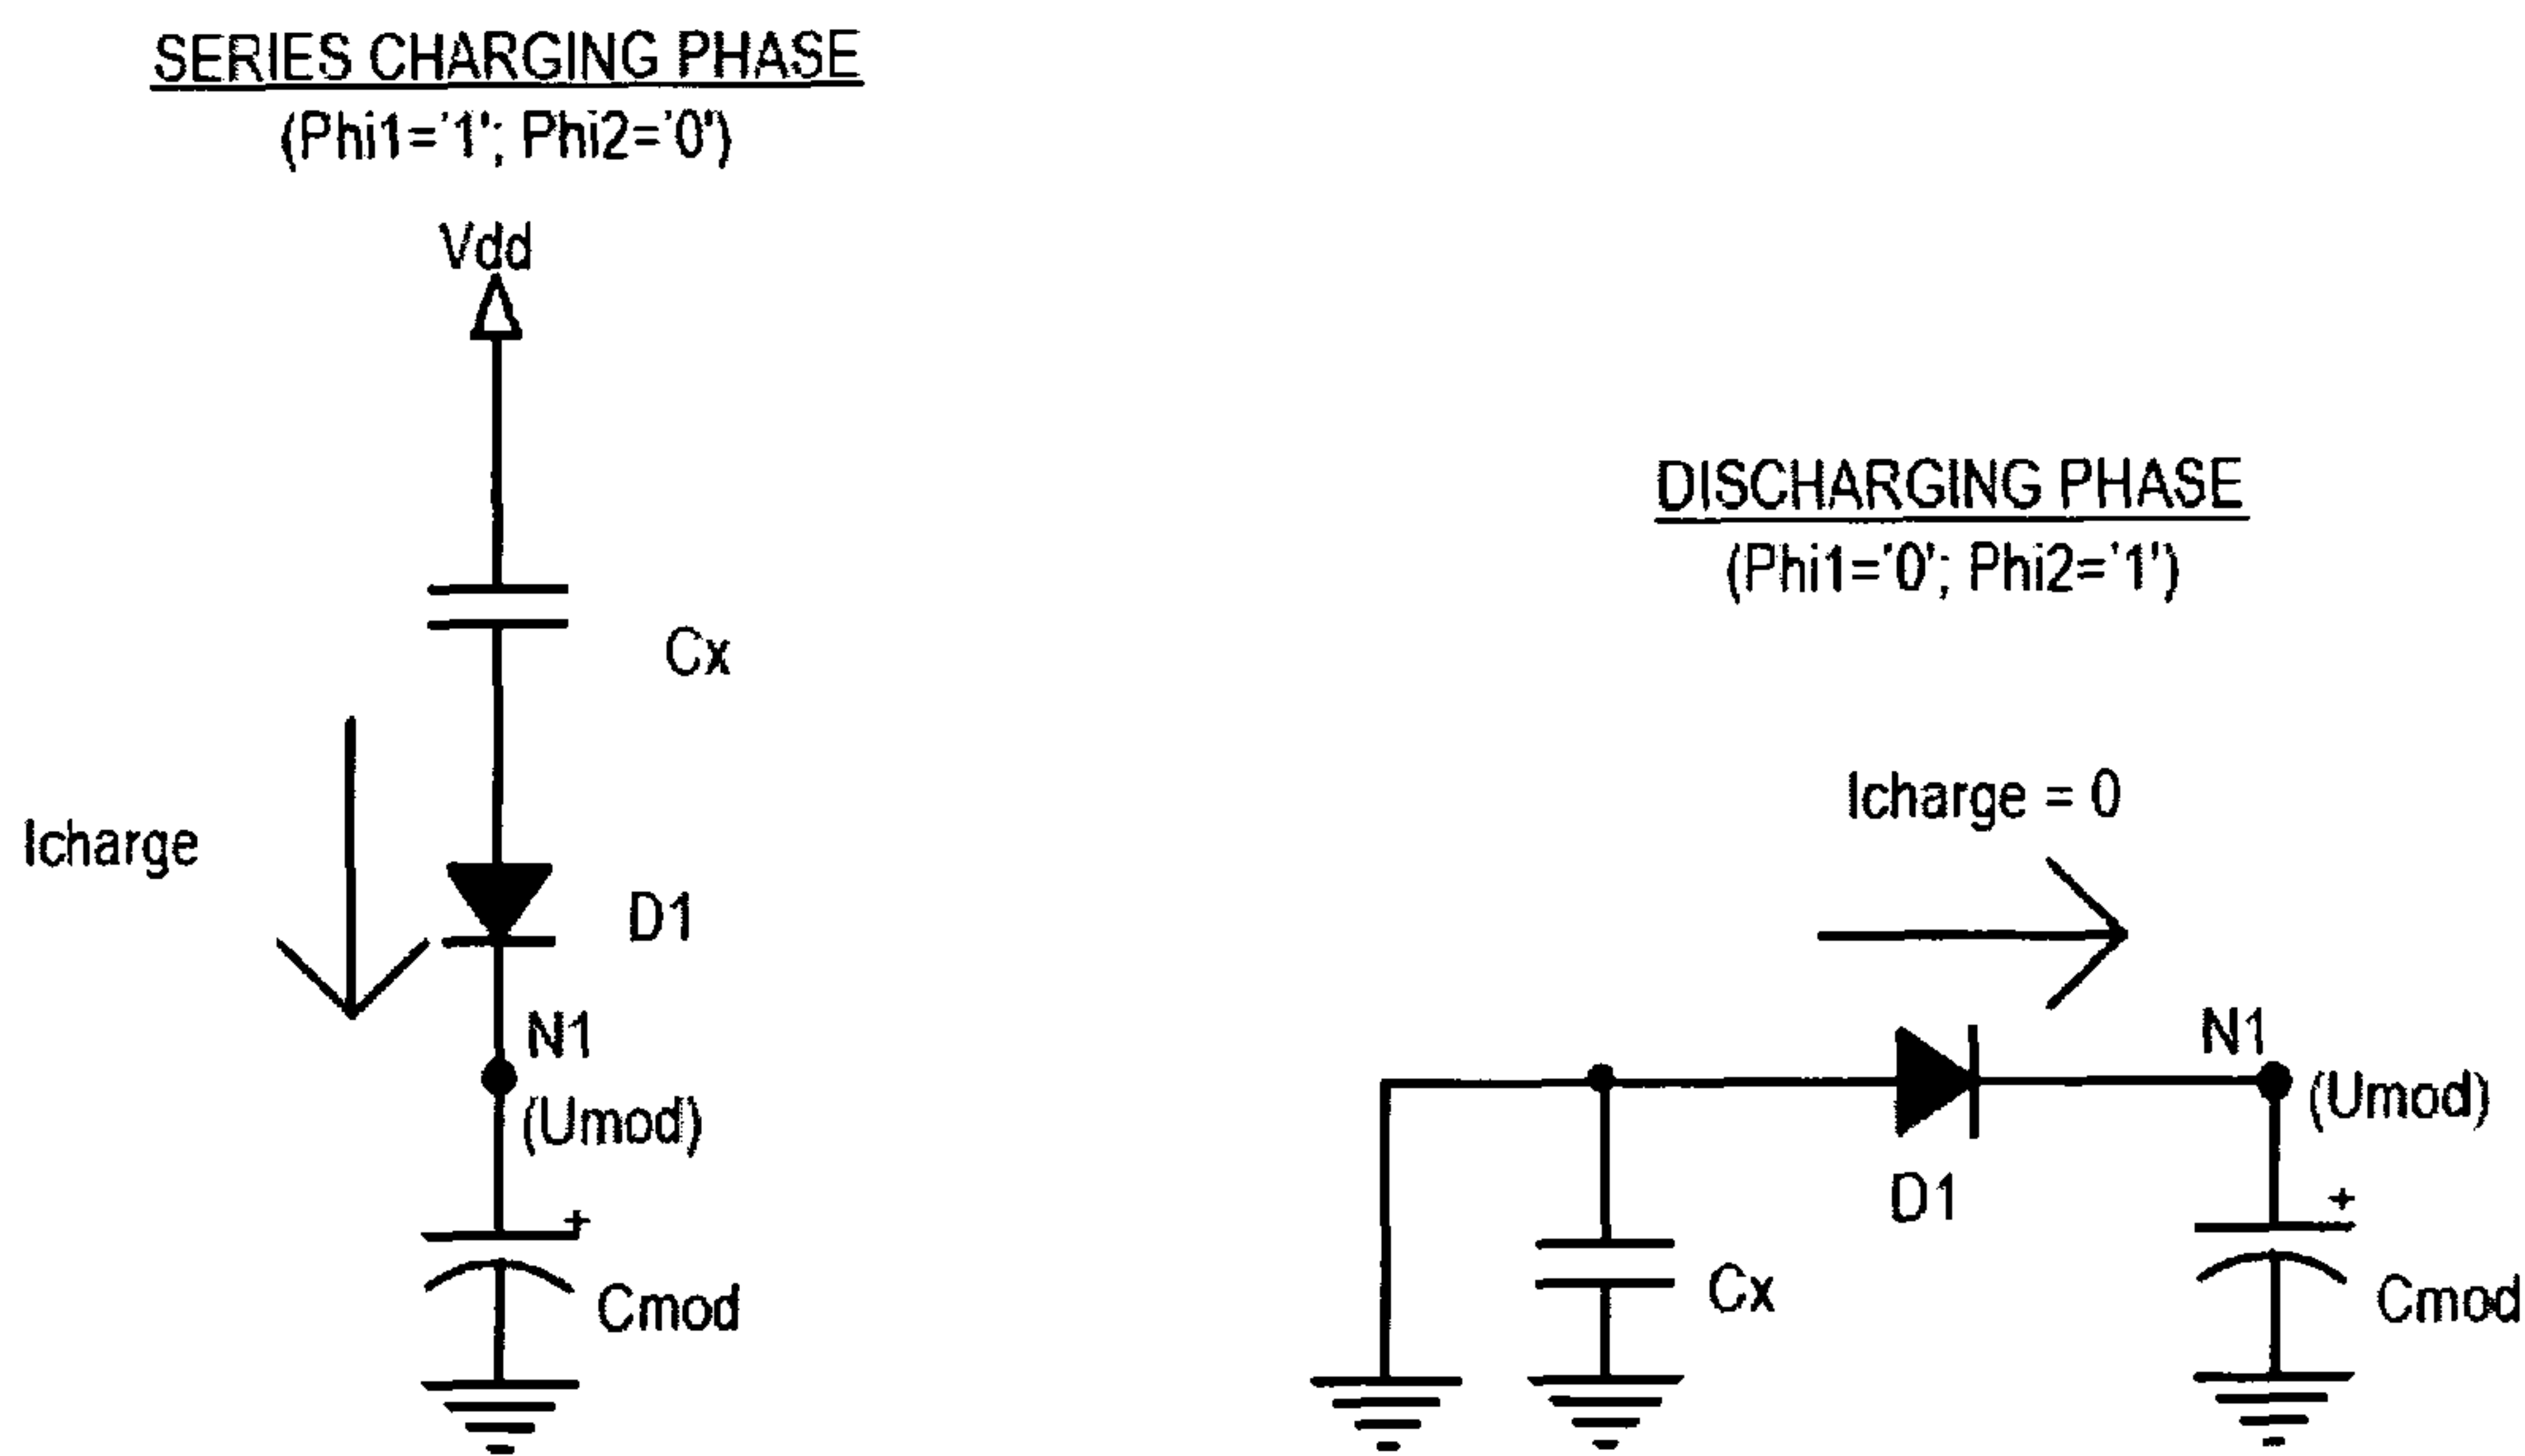 SERIES CHARGING PHASE
(Phi1='1'; Phi2='0')
Vdd
Cx
Icharge
D1
N1
(Umod)
+
Cmod
DISCHARGING PHASE
(Phi1='0'; Phi2='1')
Icharge = 0
N1
(Umod)
D1
+
Cx
Cmod